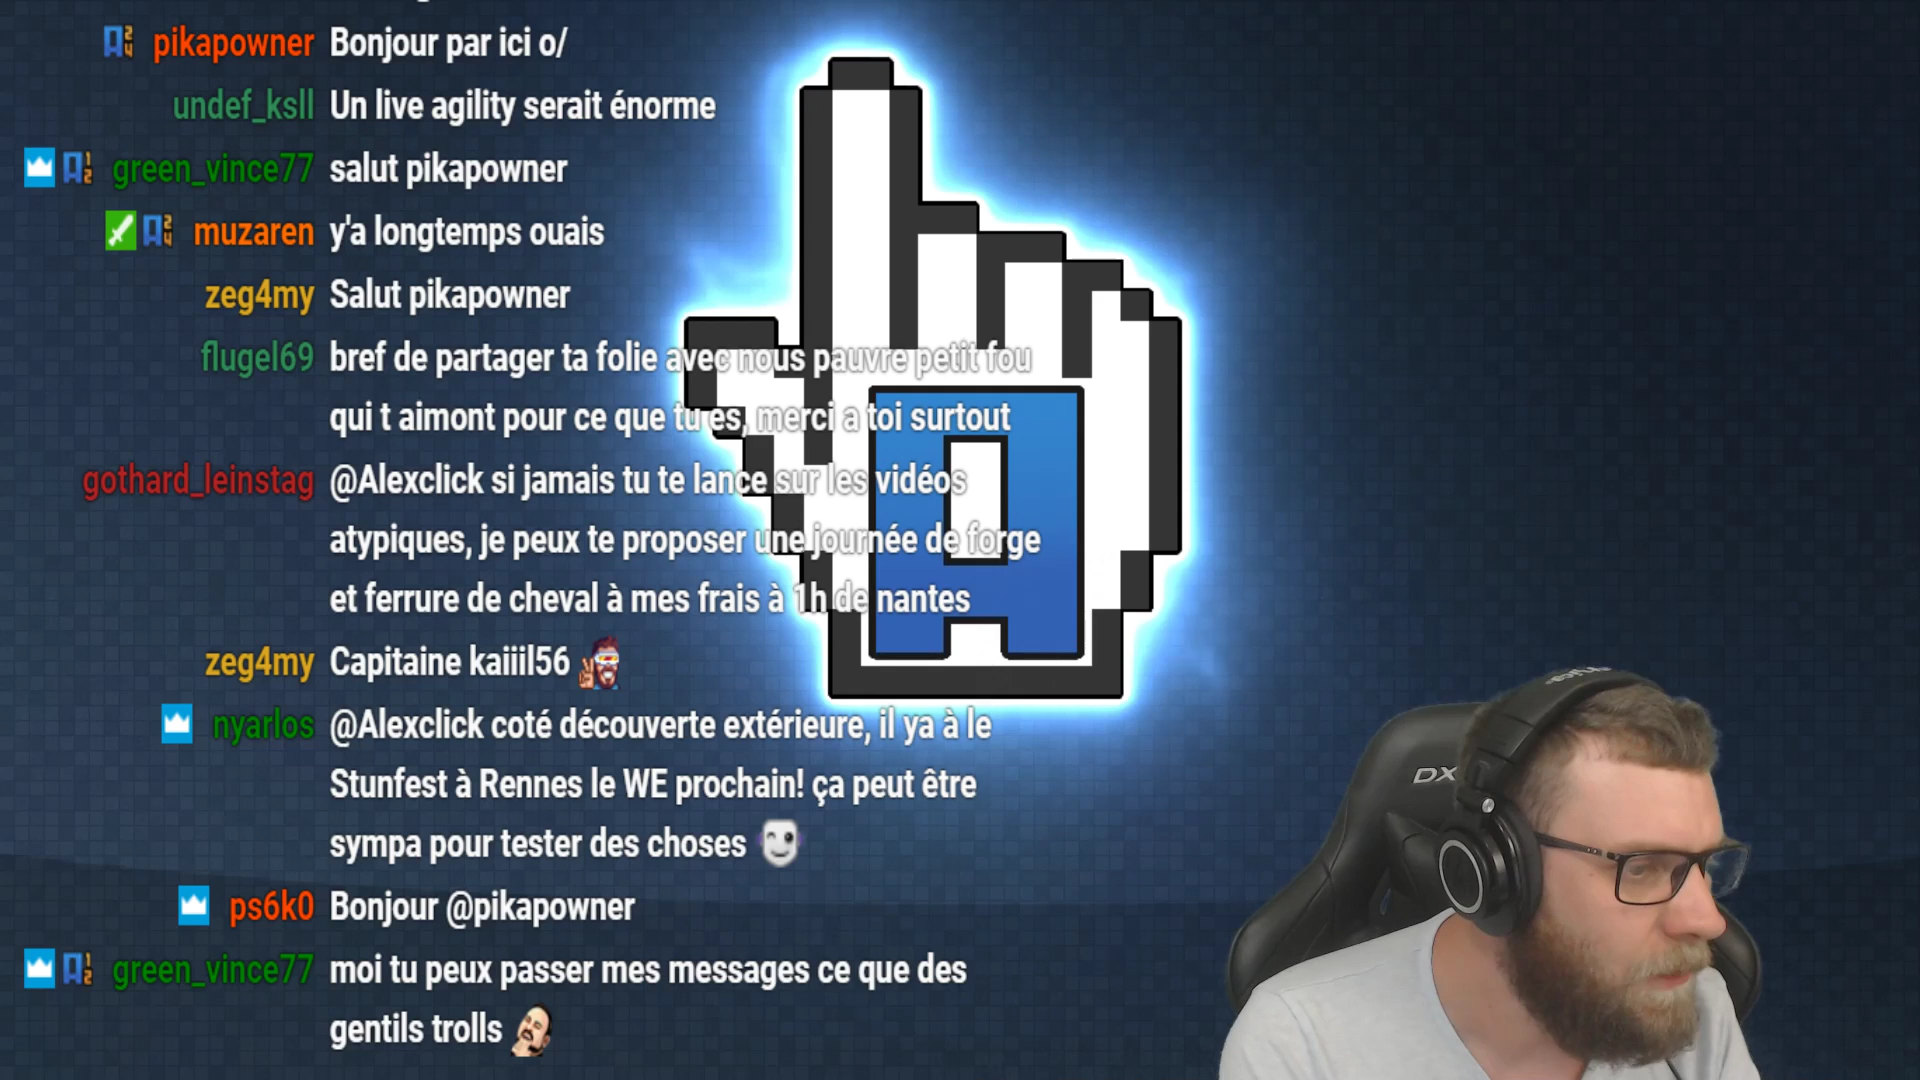 pikapowner Bonjour par ici o/
undef_ksll Un live agility serait énorme
green_vince77 salut pikapowner
muzaren y'a longtemps ouais
zeg4my Salut pikapowner
flugel69 bref de partager ta folie avec nous pauvre petit fou
qui t aimont pour ce que tu es, merci a toi surtout
gothard_leinstag @Alexclick si jamais tu te lance sur les vidéos
atypiques, je peux te proposer une journée de forge
et ferrure de cheval à mes frais à 1h de nantes
zeg4my Capitaine kaiiil56
nyarlos @Alexclick coté découverte extérieure, il ya à le
Stunfest à Rennes le WE prochain! ça peut être
sympa pour tester des choses
ps6k0 Bonjour @pikapowner
DX
green_vince77 moi tu peux passer mes messages ce que des
gentils trolls